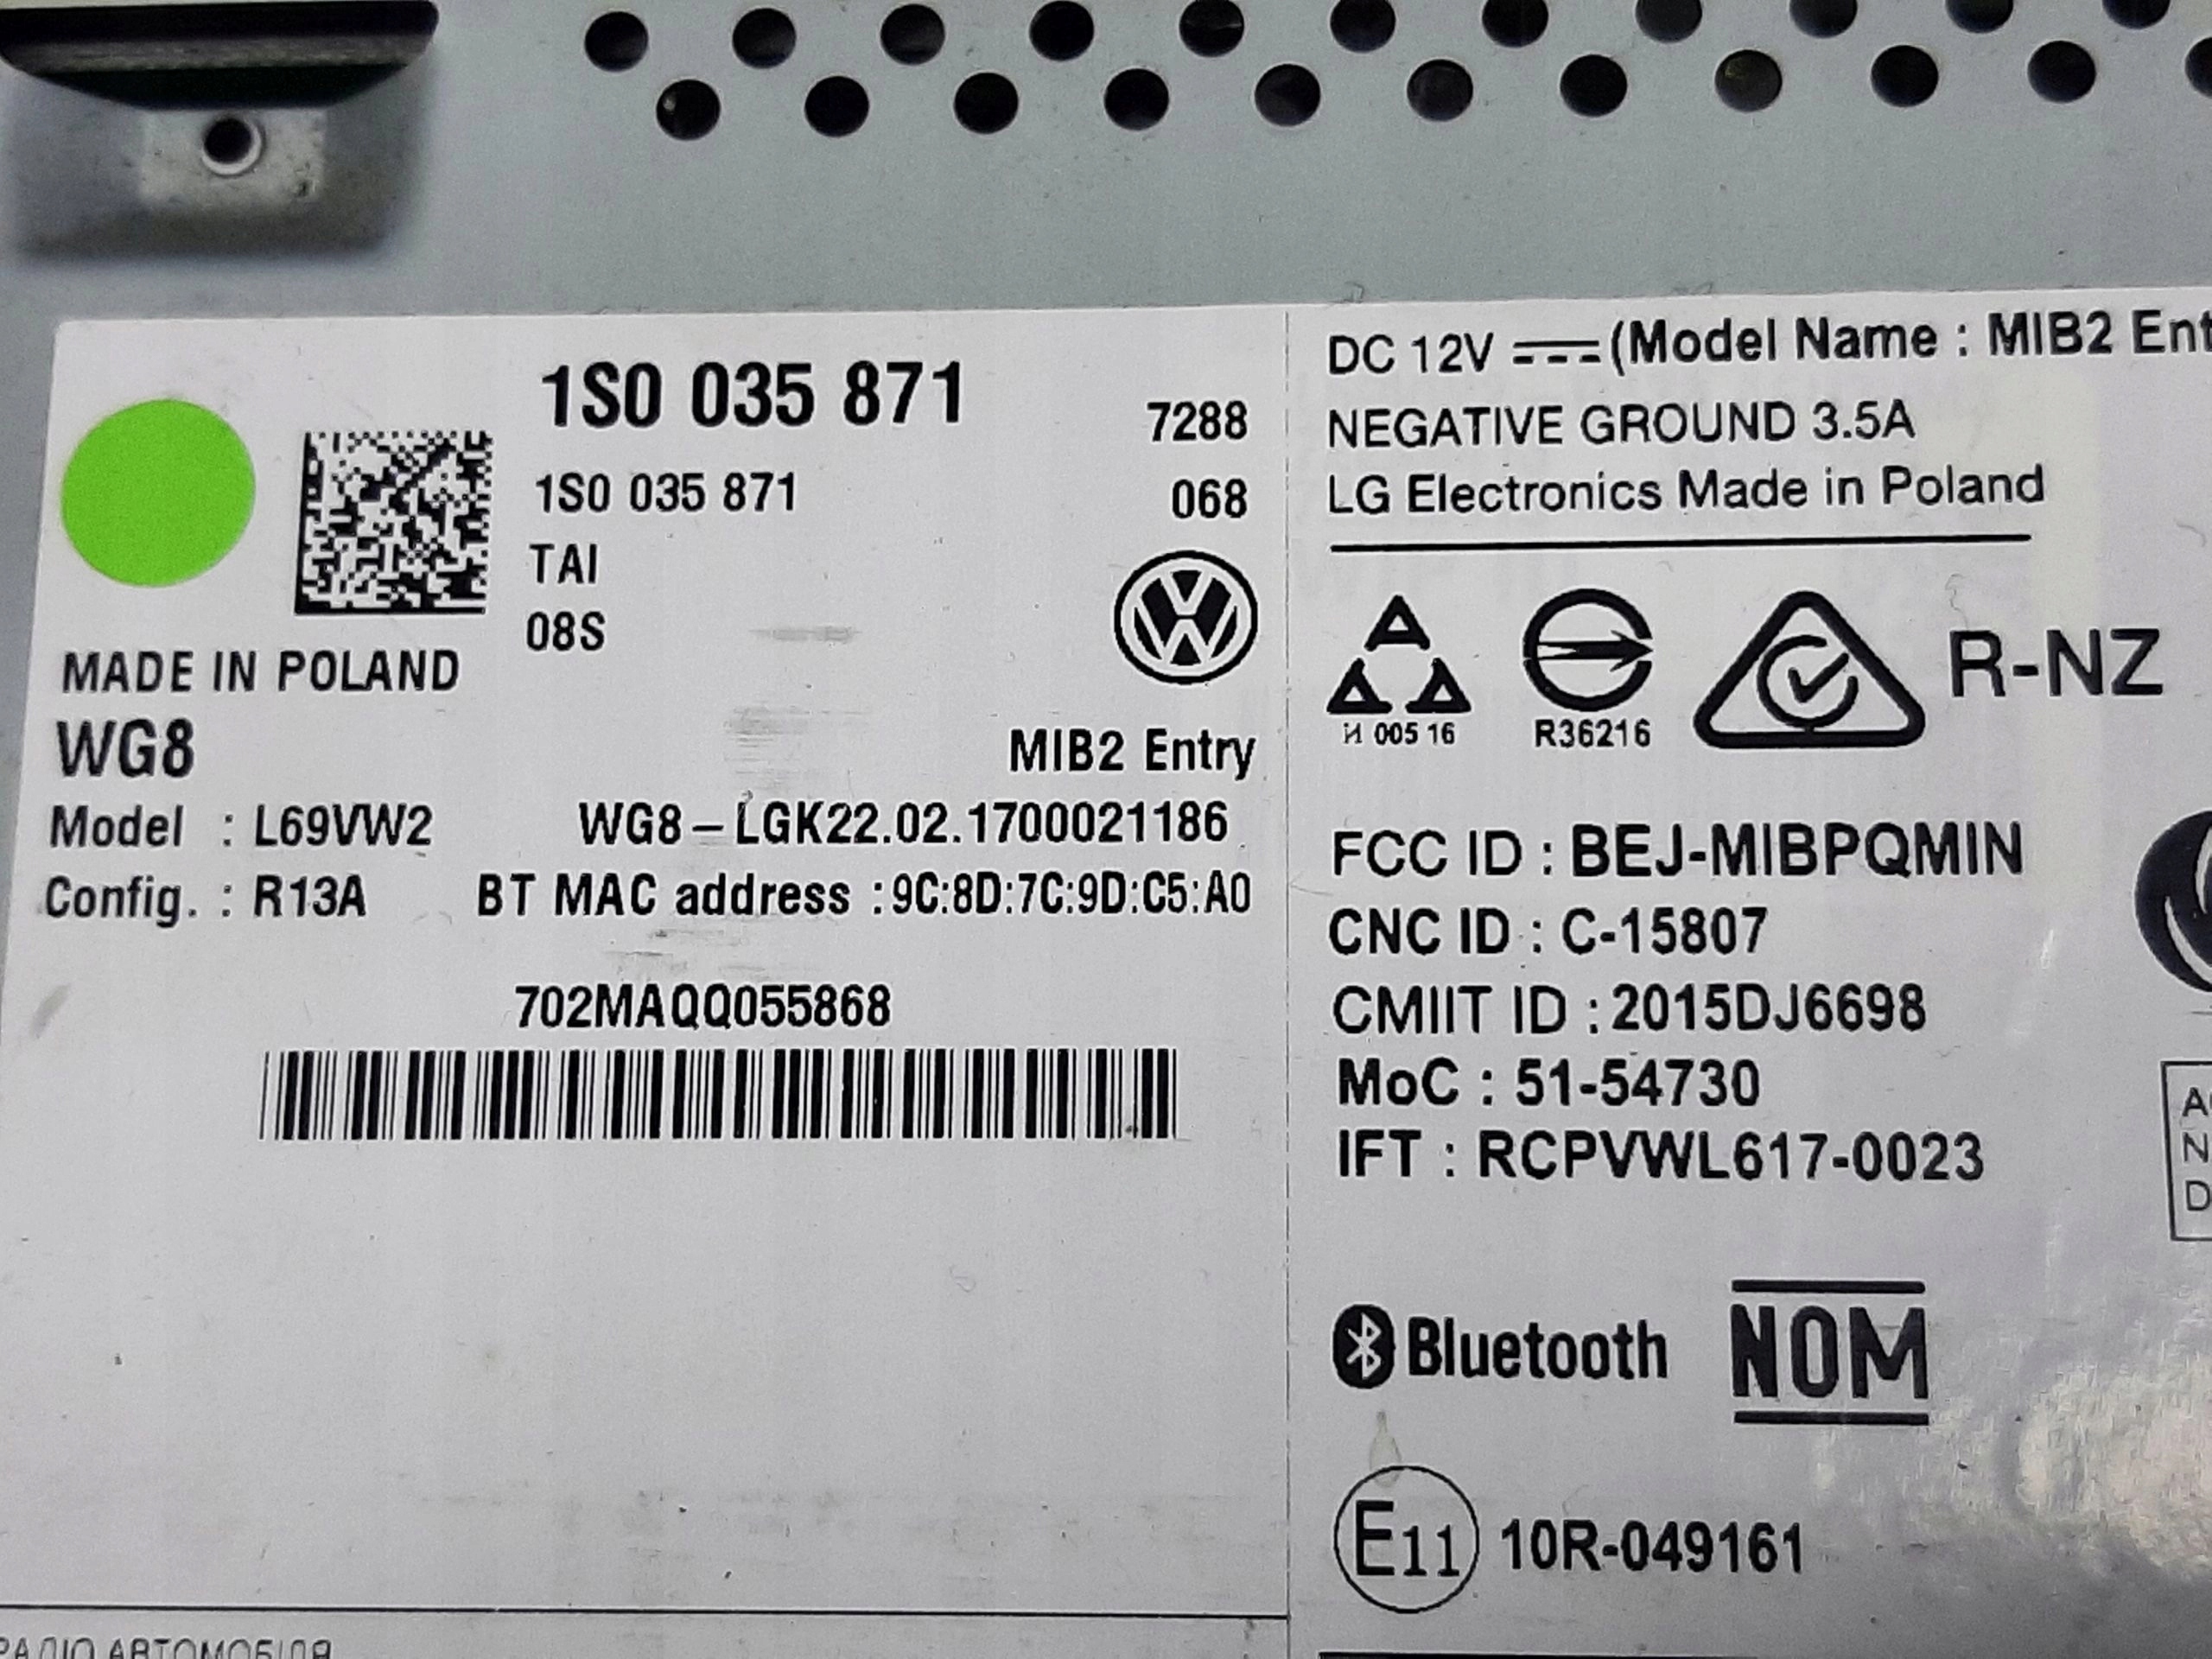 1S0 035 871
7288
1S0 035 871
068
TAI
08S
MADE IN POLAND
WG8
MIB2 Entry
Model : L69VW2
WG8 – LGK22.02.1700021186
Config. : R13A
BT MAC address :9C:8D:7C:9D:C5:A0
702MAQQ055868
DC 12V (Model Name : MIB2 Ent
NEGATIVE GROUND 3.5A
LG Electronics Made in Poland
005 16
R36216
R-NZ
FCC ID : BEJ-MIBPQMIN
CNC ID : C-15807
CMIIT ID : 2015DJ6698
MoC : 51-54730
IFT : RCPVWL617-0023
Bluetooth
NOM
E11 10R-049161